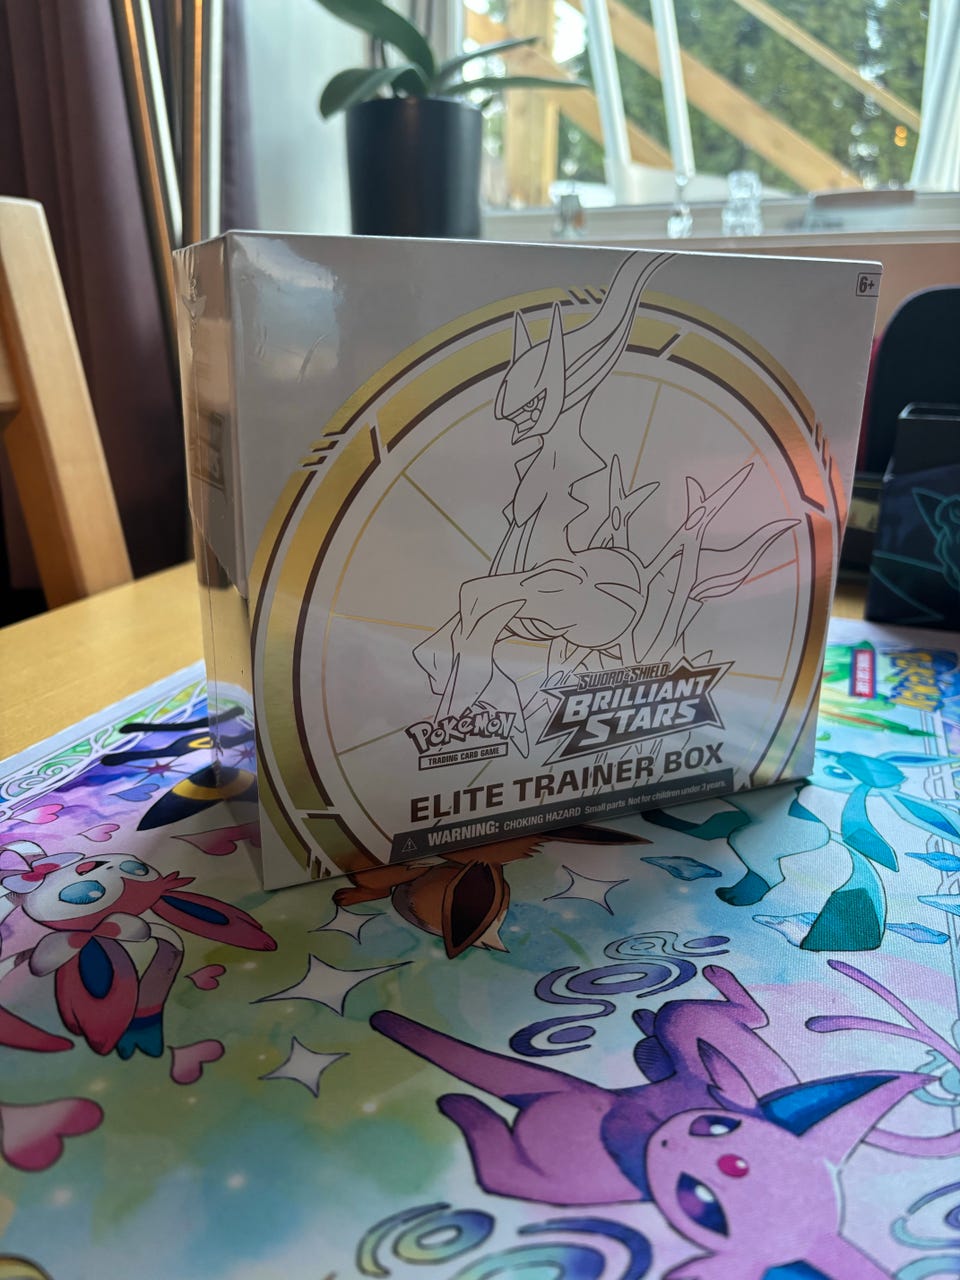 6+
SWORD & SHIELD
BRILLIANT
STARS
POKéMON
TRADING CARD GAME
ELITE TRAINER BOX
WARNING: CHOKING HAZARD Small parts Not for children under 3 years.
POKéMON